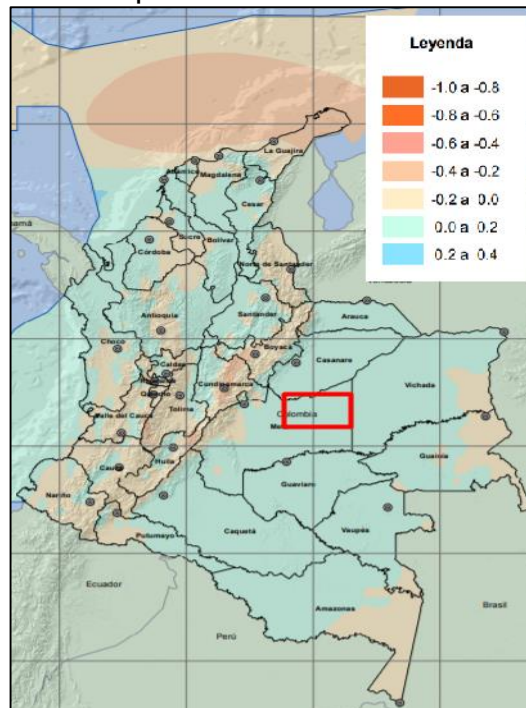 Leyenda
-1.0 a -0.8
-0.8 a -0.6
-0.6 a -0.4
-0.4 a -0.2
-0.2 a 0.0
0.0 a 0.2
0.2 a 0.4
La Guajira
Atlántico
Magdalena
Cesar
Sucre
Bolívar
Córdoba
Norte de Santander
Antioquia
Santander
Arauca
Chocó
Boyacá
Casanare
Caldas
Cundinamarca
Vichada
Quindío
Tolima
Valle del Cauca
Colombia
Huila
Guainía
Cauca
Nariño
Guaviare
Vaupés
Caquetá
Putumayo
Ecuador
Amazonas
Brasil
Perú